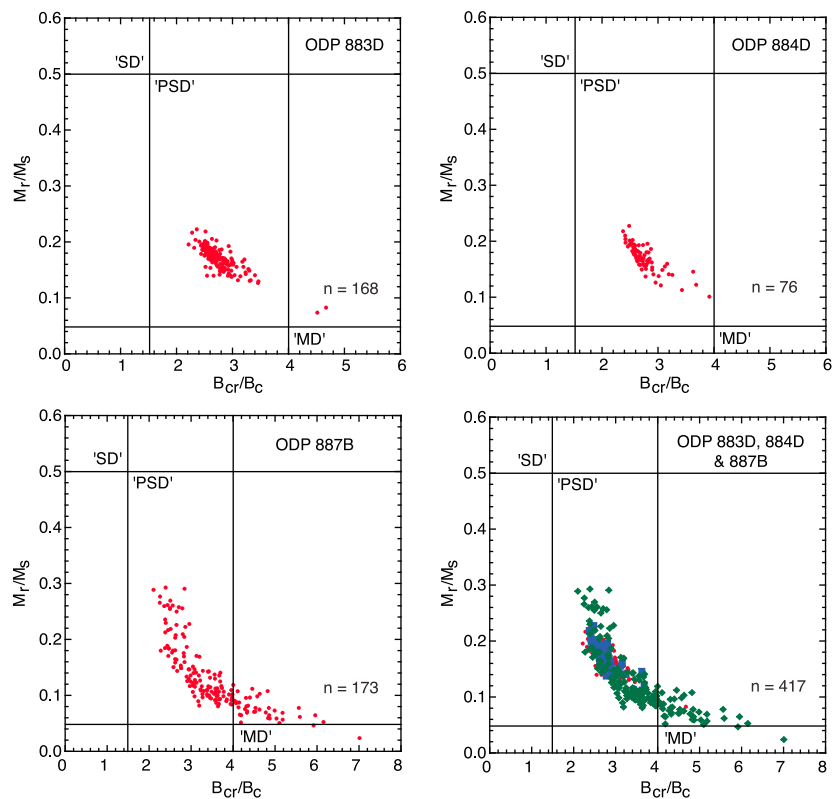 ODP 883D
'SD'
'PSD'
n = 168
'MD'
0.6
0.5
0.4
0.3
0.2
0.1
0.0
0 1 2 3 4 5 6
Mr/Ms
Bcr/Bc
ODP 884D
'SD'
'PSD'
n = 76
'MD'
0.6
0.5
0.4
0.3
0.2
0.1
0.0
0 1 2 3 4 5 6
Mr/Ms
Bcr/Bc
ODP 887B
'SD'
'PSD'
n = 173
'MD'
0.6
0.5
0.4
0.3
0.2
0.1
0.0
0 1 2 3 4 5 6 7 8
Mr/Ms
Bcr/Bc
ODP 883D, 884D
& 887B
'SD'
'PSD'
n = 417
'MD'
0.6
0.5
0.4
0.3
0.2
0.1
0.0
0 1 2 3 4 5 6 7 8
Mr/Ms
Bcr/Bc